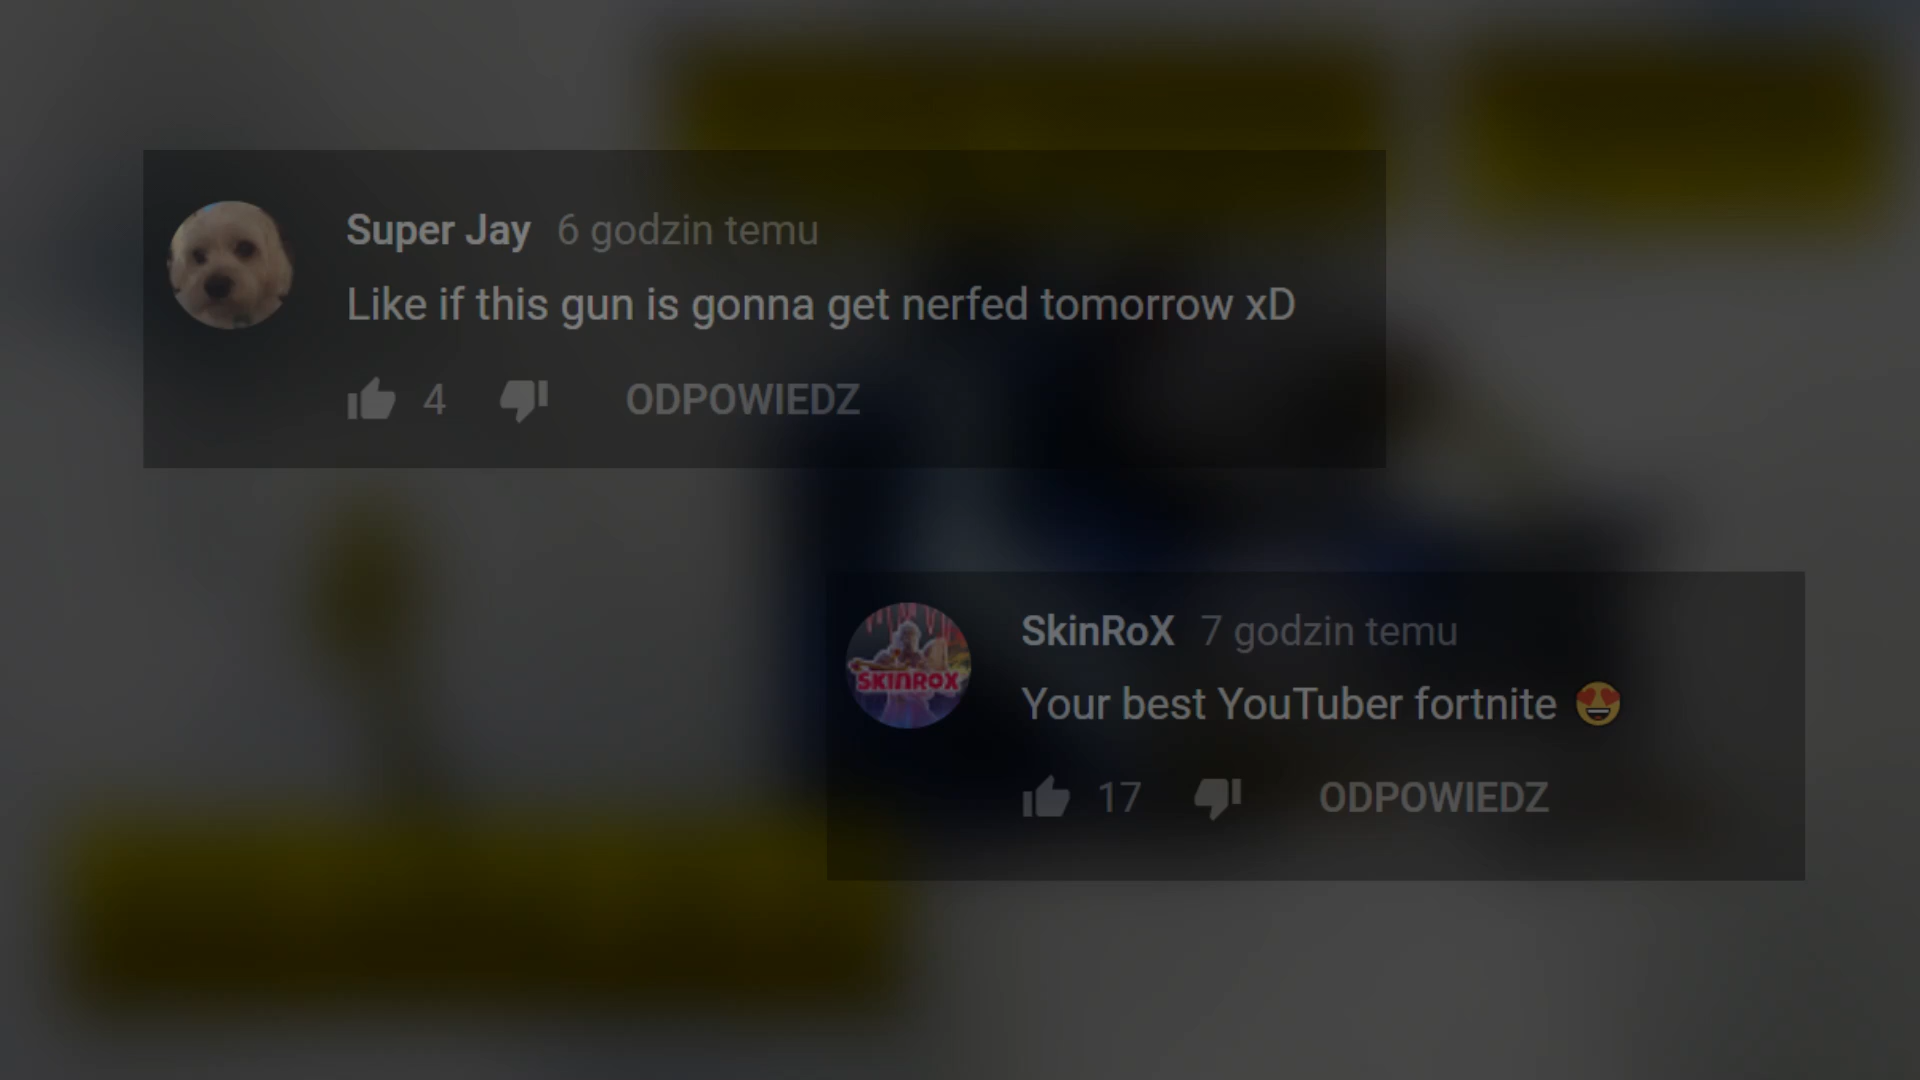 Super Jay 6 godzin temu
Like if this gun is gonna get nerfed tomorrow xD
4 ODPOWIEDZ
SKINROX
SkinRoX 7 godzin temu
Your best YouTuber fortnite 😍
17 ODPOWIEDZ